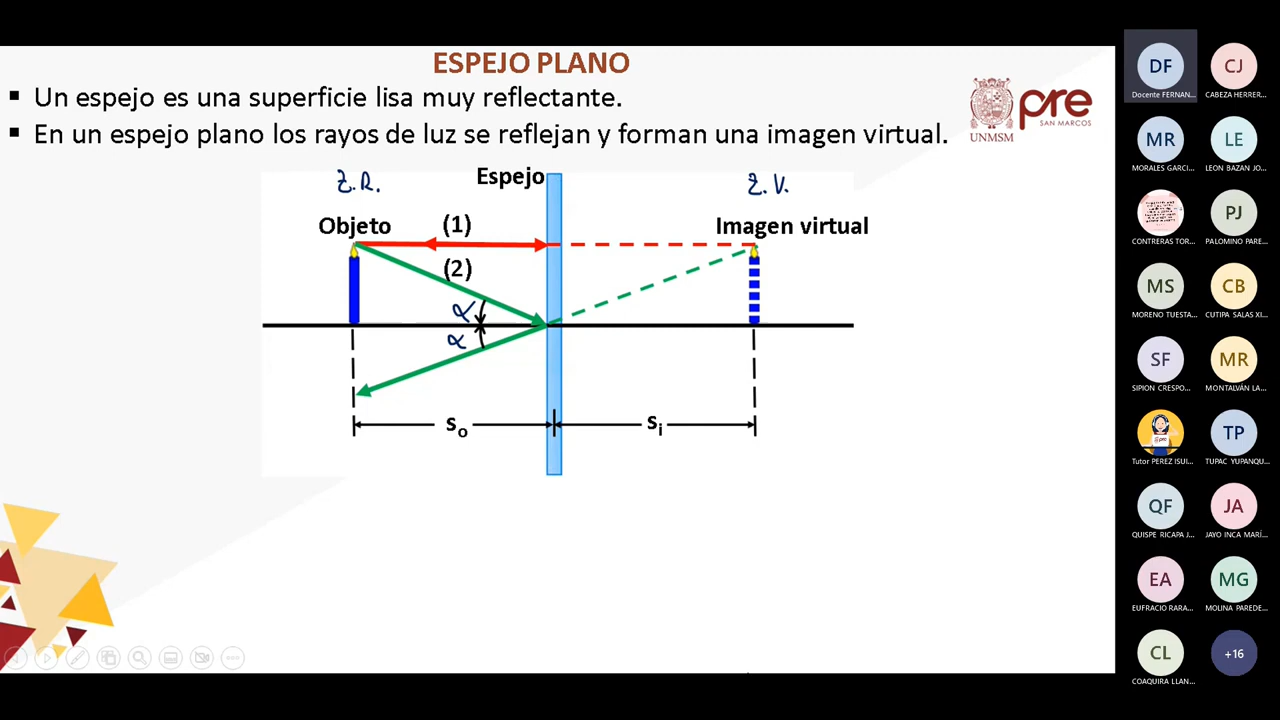 ESPEJO PLANO
▪ Un espejo es una superficie lisa muy reflectante.
▪ En un espejo plano los rayos de luz se reflejan y forman una imagen virtual.
UNMSM
pre
SAN MARCOS
Z.R.
Espejo
Z.V.
Objeto
(1)
Imagen virtual
(2)
α
α
so
si
DF
Docente FERNAN...
CJ
CABEZA HERRER...
MR
MORALES GARCI...
LE
LEON BAZAN JO...
CONTRERAS TOR...
PJ
PALOMINO PARE...
MS
MORENO TUESTA...
CB
CUTIPA SALAS XI...
SF
SIPION CRESPO...
MR
MONTALVÁN LA...
Tutor PEREZ ISUI...
TP
TUPAC YUPANQU...
QF
QUISPE RICAPA J...
JA
JAYO INCA MARÍ...
EA
EUFRACIO RARA...
MG
MOLINA PAREDE...
CL
COAQUIRA LLAN...
+16